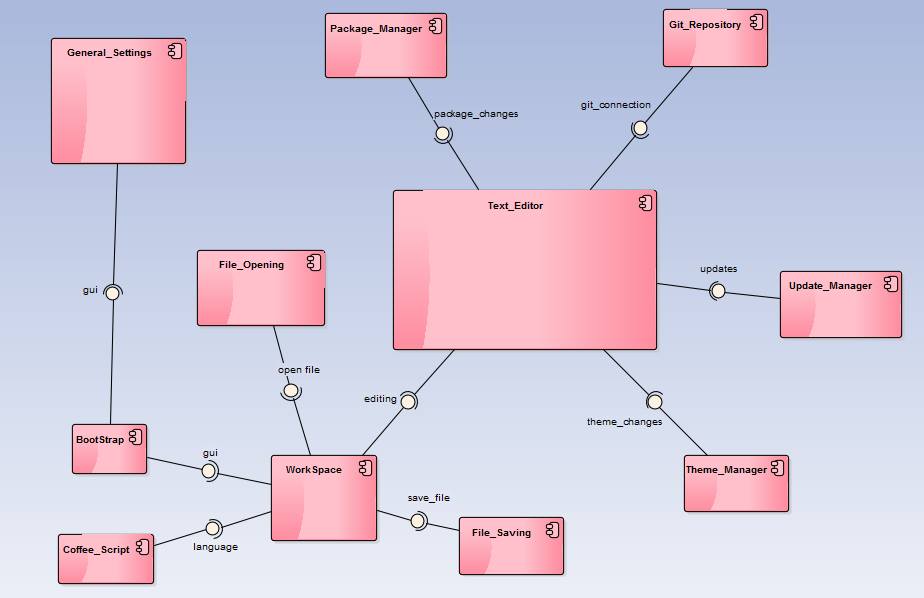 Git_Repository
Package_Manager
General_Settings
git_connection
package_changes
Text_Editor
File_Opening
updates
gui
Update_Manager
open file
editing
theme_changes
BootStrap
gui
WorkSpace
Theme_Manager
save_file
File_Saving
language
Coffee_Script